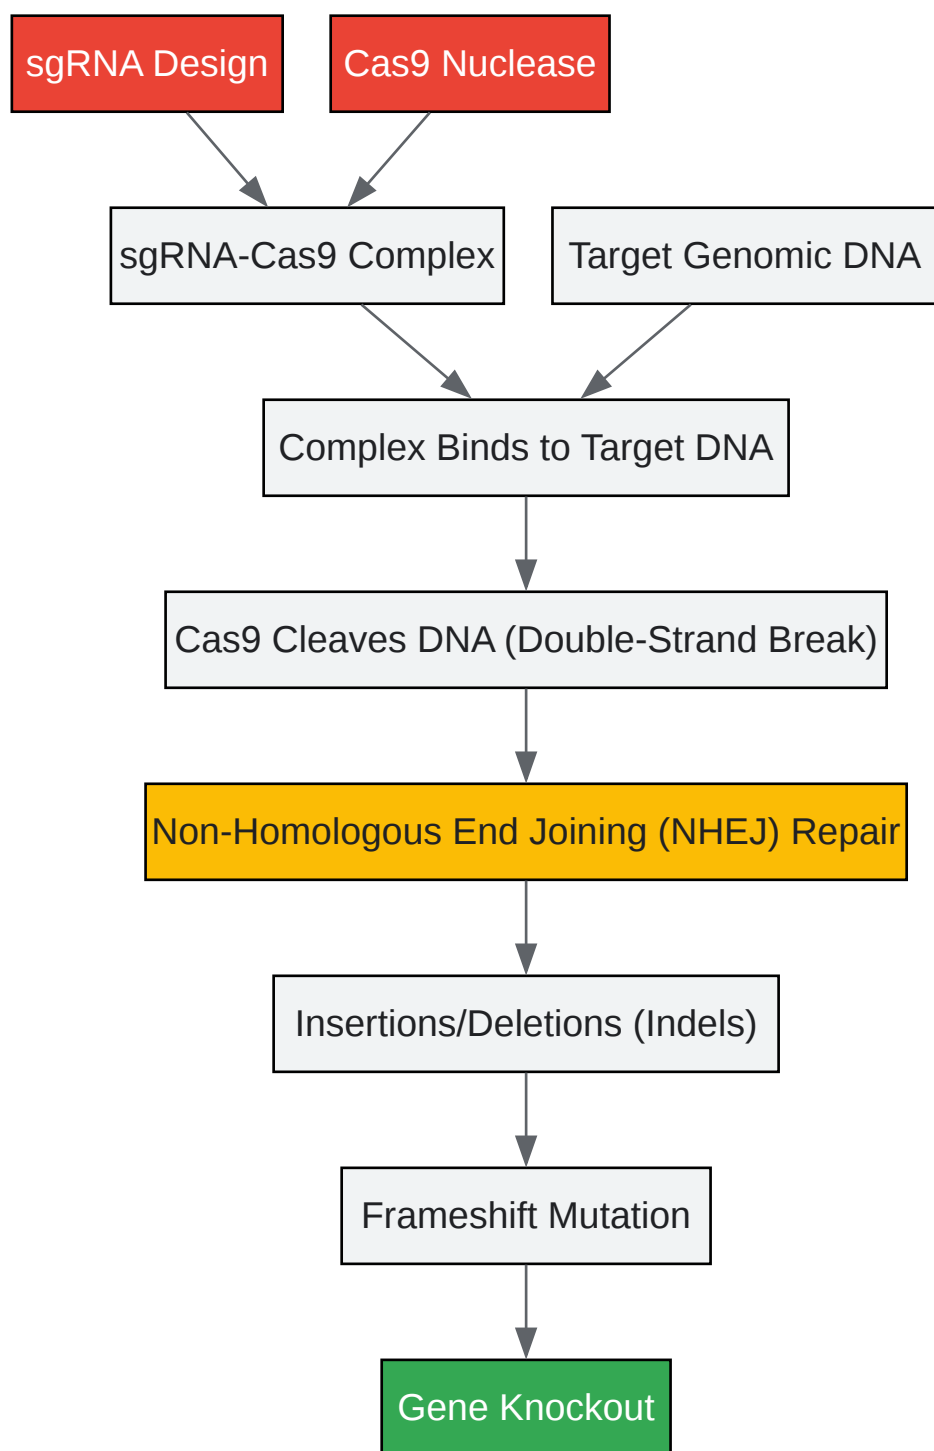 sgRNA Design
Cas9 Nuclease
sgRNA-Cas9 Complex
Target Genomic DNA
Complex Binds to Target DNA
Cas9 Cleaves DNA (Double-Strand Break)
Non-Homologous End Joining (NHEJ) Repair
Insertions/Deletions (Indels)
Frameshift Mutation
Gene Knockout